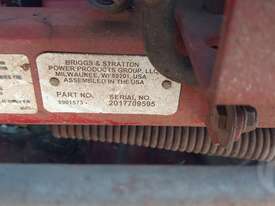 BRIGGS & STRATTON
POWER PRODUCTS GROUP, LLC
MILWAUKEE, WI 53201, USA
ASSEMBLED IN THE USA
PART NO. SERIAL NO.
5901573 2017709595